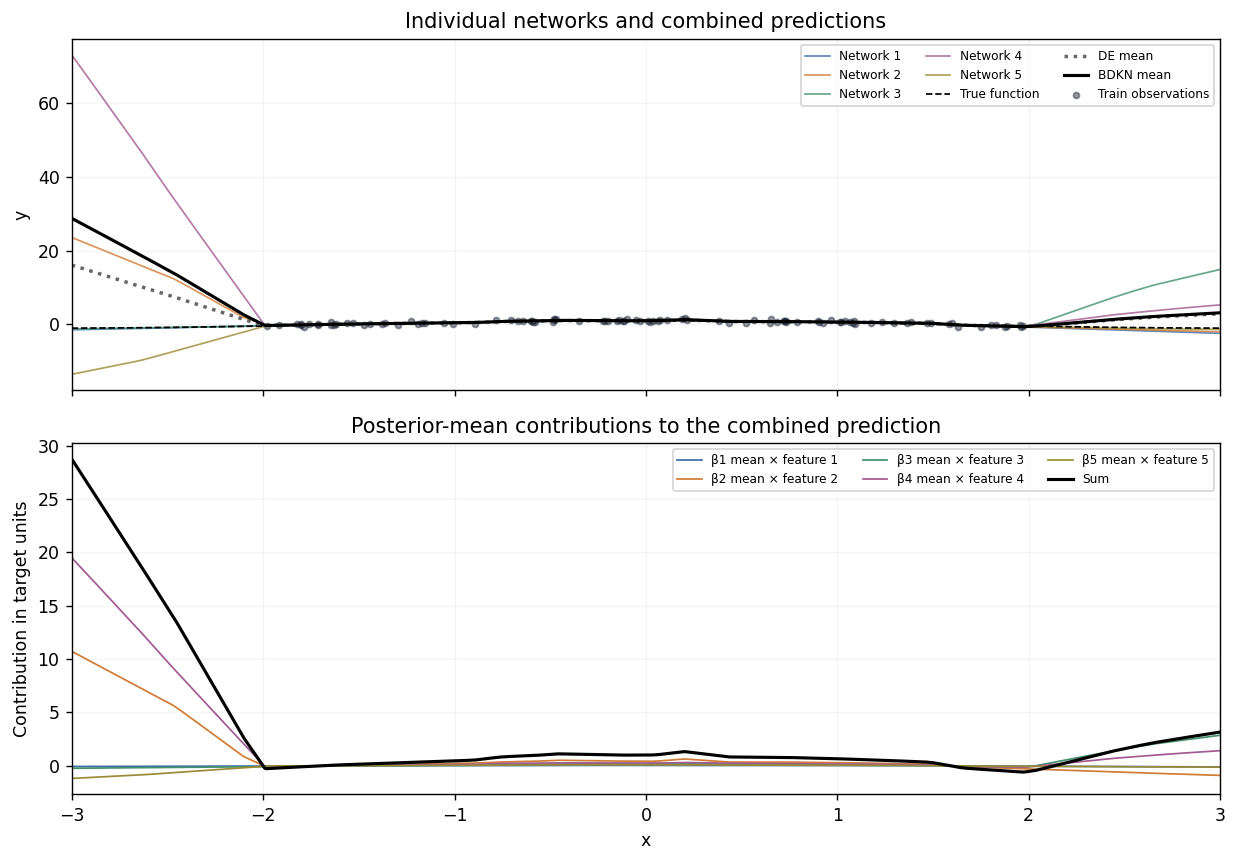 Individual networks and combined predictions
Network 1 Network 4 DE mean
Network 2 Network 5 BDKN mean
Network 3 True function Train observations
60
40
20
0
y
Posterior-mean contributions to the combined prediction
β1 mean × feature 1 β3 mean × feature 3 β5 mean × feature 5
β2 mean × feature 2 β4 mean × feature 4 Sum
30
25
20
15
10
5
0
Contribution in target units
−3 −2 −1 0 1 2 3
x